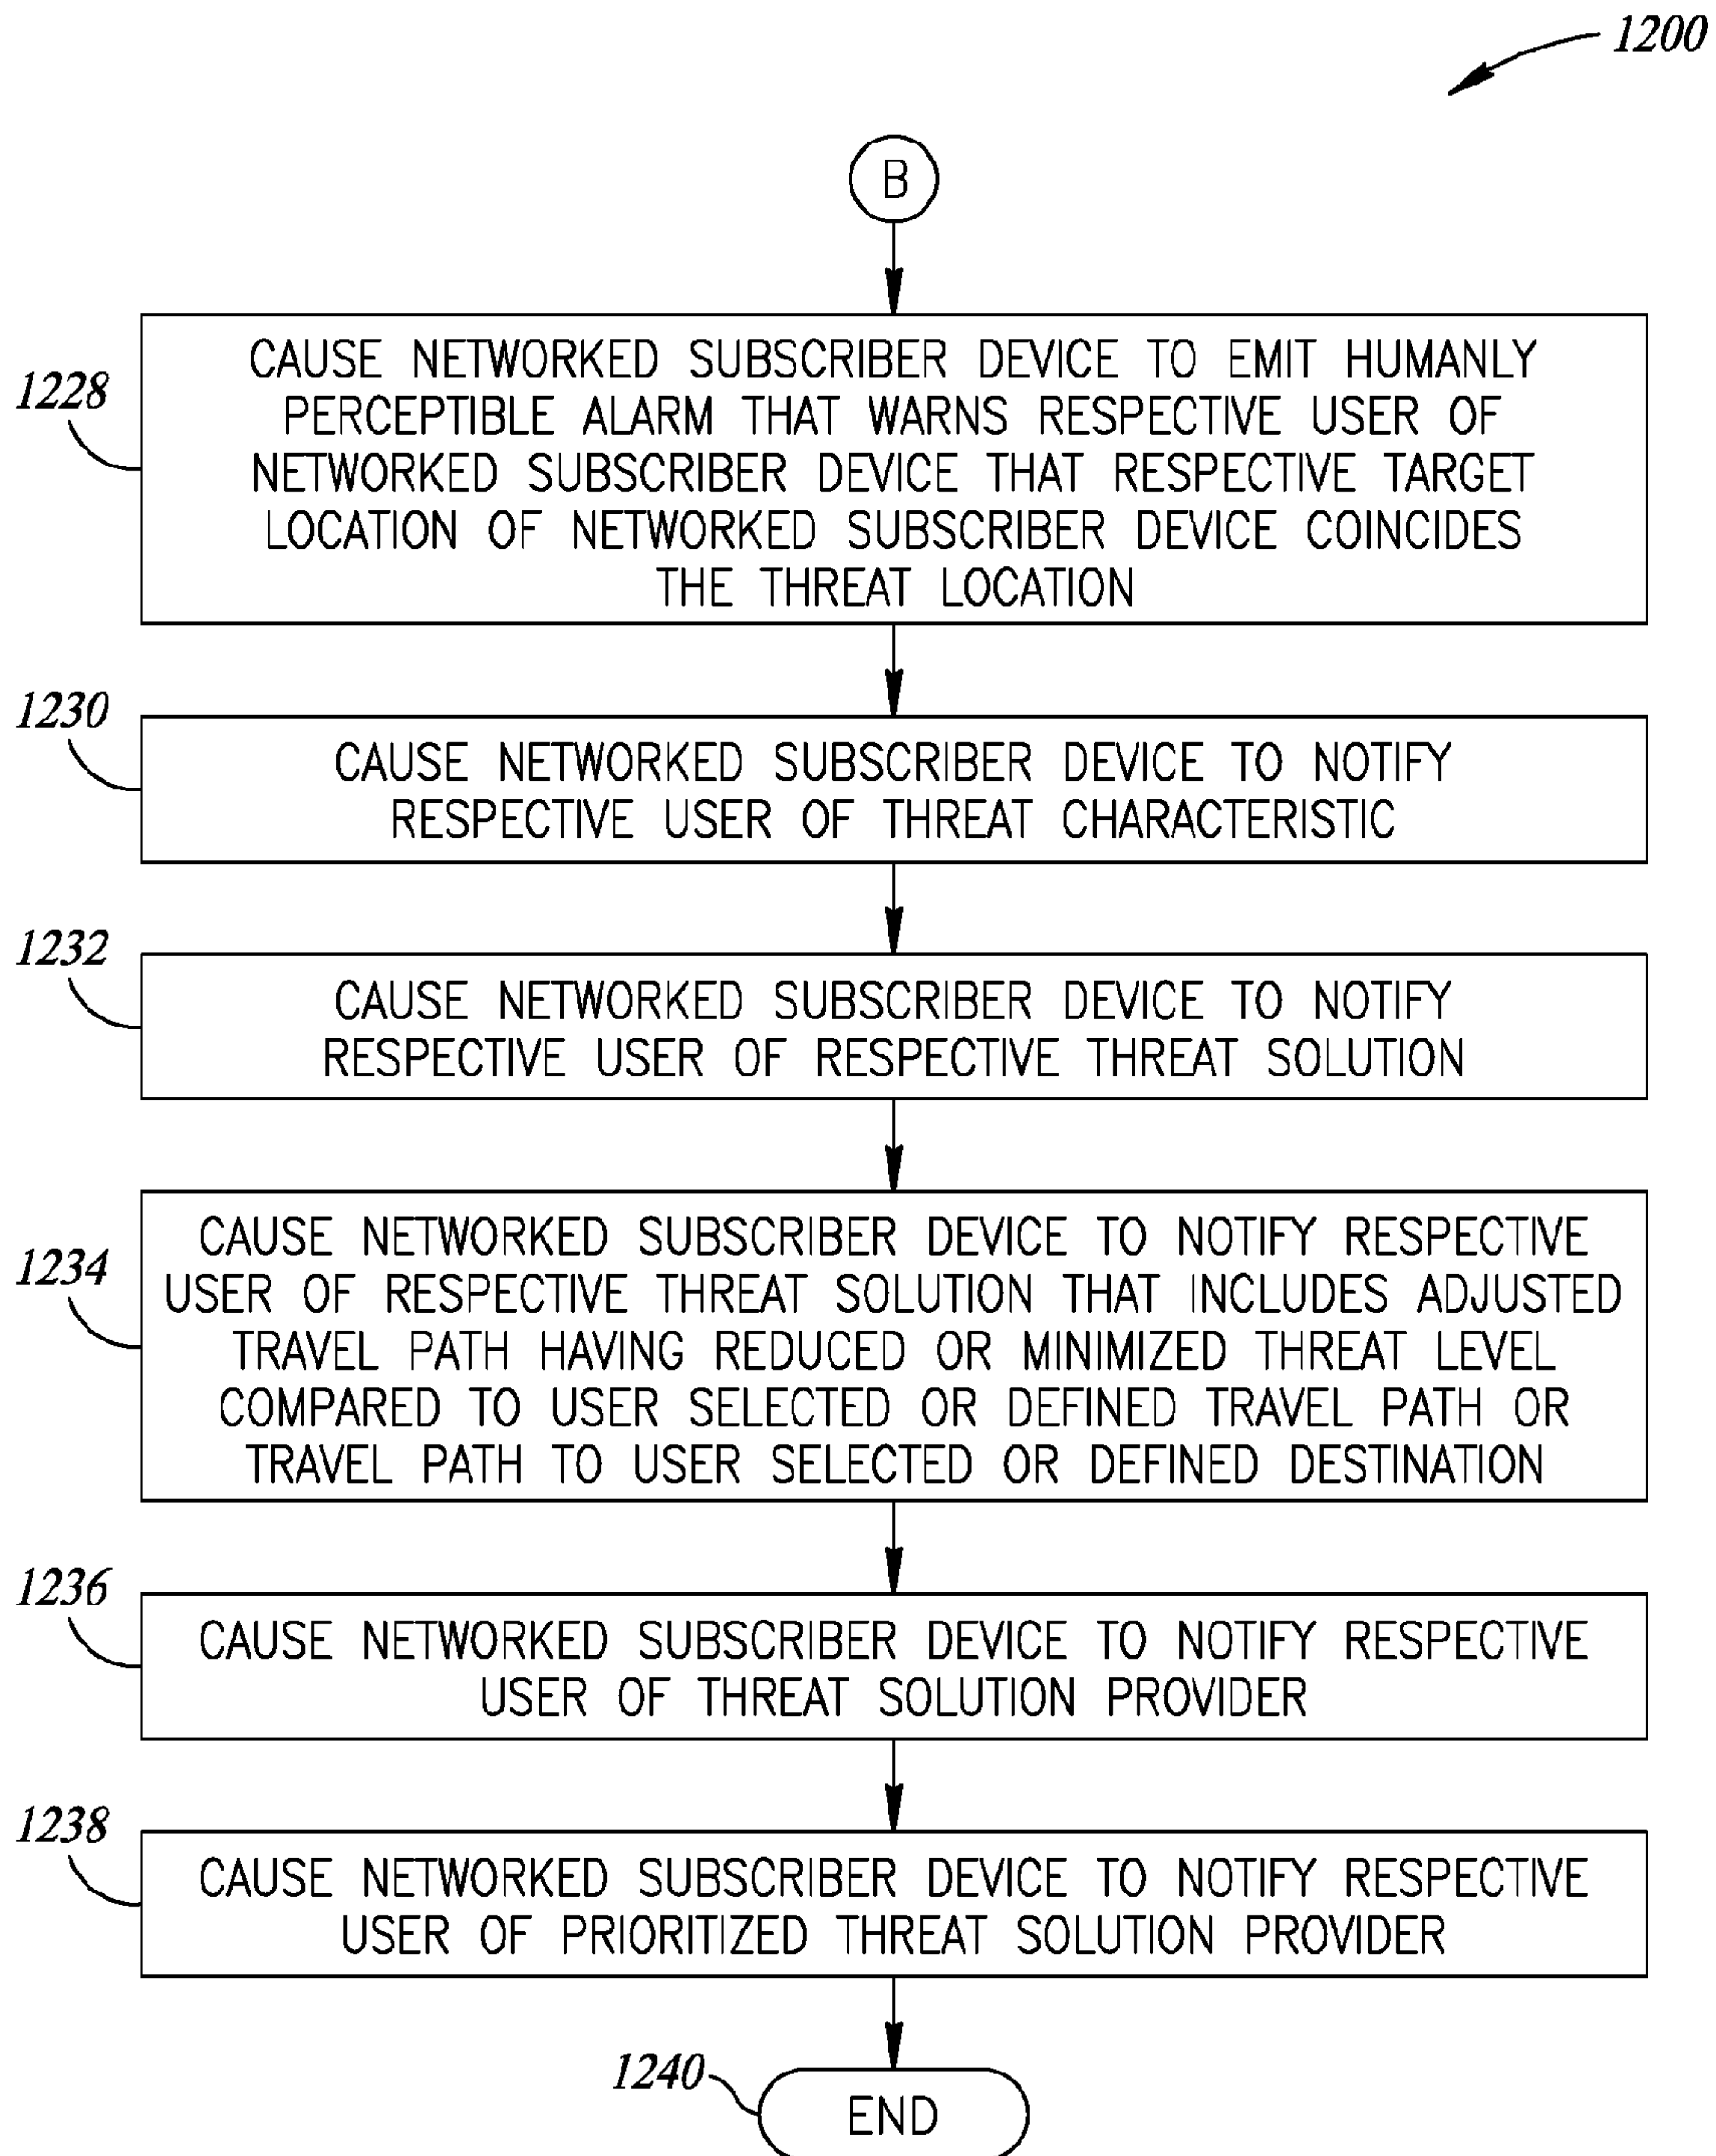 1200
B
1228
CAUSE NETWORKED SUBSCRIBER DEVICE TO EMIT HUMANLY
PERCEPTIBLE ALARM THAT WARNS RESPECTIVE USER OF
NETWORKED SUBSCRIBER DEVICE THAT RESPECTIVE TARGET
LOCATION OF NETWORKED SUBSCRIBER DEVICE COINCIDES
THE THREAT LOCATION
1230
CAUSE NETWORKED SUBSCRIBER DEVICE TO NOTIFY
RESPECTIVE USER OF THREAT CHARACTERISTIC
1232
CAUSE NETWORKED SUBSCRIBER DEVICE TO NOTIFY
RESPECTIVE USER OF RESPECTIVE THREAT SOLUTION
1234
CAUSE NETWORKED SUBSCRIBER DEVICE TO NOTIFY RESPECTIVE
USER OF RESPECTIVE THREAT SOLUTION THAT INCLUDES ADJUSTED
TRAVEL PATH HAVING REDUCED OR MINIMIZED THREAT LEVEL
COMPARED TO USER SELECTED OR DEFINED TRAVEL PATH OR
TRAVEL PATH TO USER SELECTED OR DEFINED DESTINATION
1236
CAUSE NETWORKED SUBSCRIBER DEVICE TO NOTIFY RESPECTIVE
USER OF THREAT SOLUTION PROVIDER
1238
CAUSE NETWORKED SUBSCRIBER DEVICE TO NOTIFY RESPECTIVE
USER OF PRIORITIZED THREAT SOLUTION PROVIDER
1240
END